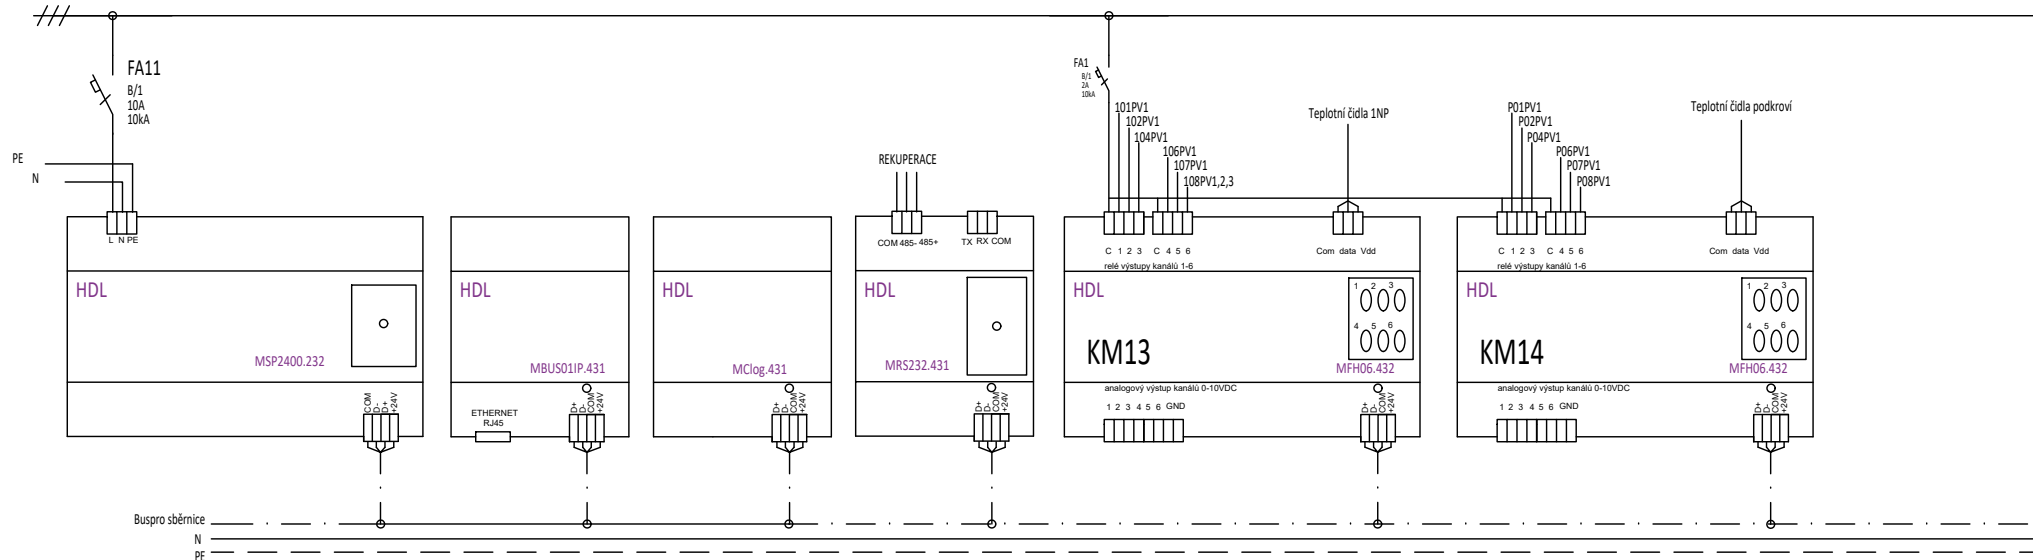 FA11
B/1
10A
10kA
FA1
B/1
2A
10kA
PE
N
REKUPERACE
101PV1
102PV1
104PV1
106PV1
107PV1
108PV1,2,3
Teplotní čidla 1NP
P01PV1
P02PV1
P04PV1
P06PV1
P07PV1
P08PV1
Teplotní čidla podkroví
L N PE
HDL
MSP2400.232
COM
D-
D+
+24V
HDL
MBUS01IP.431
ETHERNET
RJ45
D+
D-
COM
+24V
HDL
MClog.431
D+
D-
COM
+24V
COM 485- 485+
TX RX COM
HDL
MRS232.431
D+
D-
COM
+24V
C 1 2 3 C 4 5 6
relé výstupy kanálů 1-6
Com data Vdd
HDL
KM13
1 2 3
4 5 6
MFH06.432
analogový výstup kanálů 0-10VDC
1 2 3 4 5 6 GND
D+
D-
COM
+24V
C 1 2 3 C 4 5 6
relé výstupy kanálů 1-6
Com data Vdd
HDL
KM14
1 2 3
4 5 6
MFH06.432
analogový výstup kanálů 0-10VDC
1 2 3 4 5 6 GND
D+
D-
COM
+24V
Buspro sběrnice
N
PE